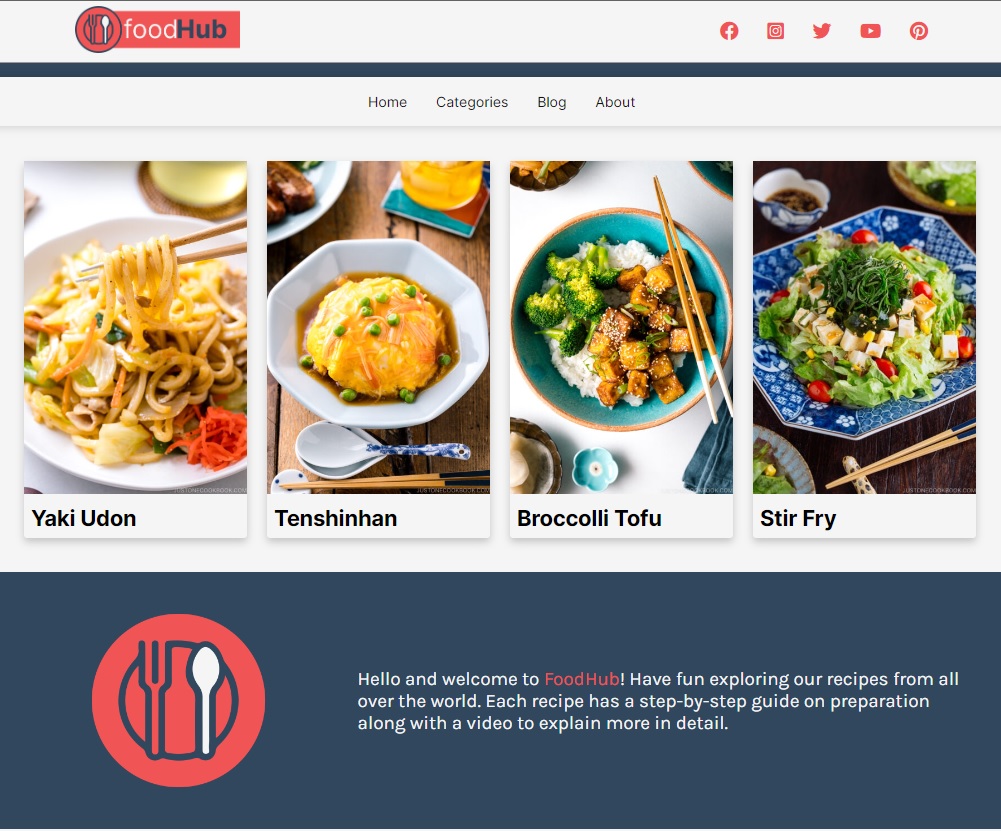 foodHub
Home Categories Blog About
JUSTONECOOKBOOK.COM JUSTONECOOKBOOK.COM JUSTONECOOKBOOK.COM JUSTONECOOKBOOK.COM
Yaki Udon Tenshinhan Broccolli Tofu Stir Fry
Hello and welcome to FoodHub! Have fun exploring our recipes from all
over the world. Each recipe has a step-by-step guide on preparation
along with a video to explain more in detail.